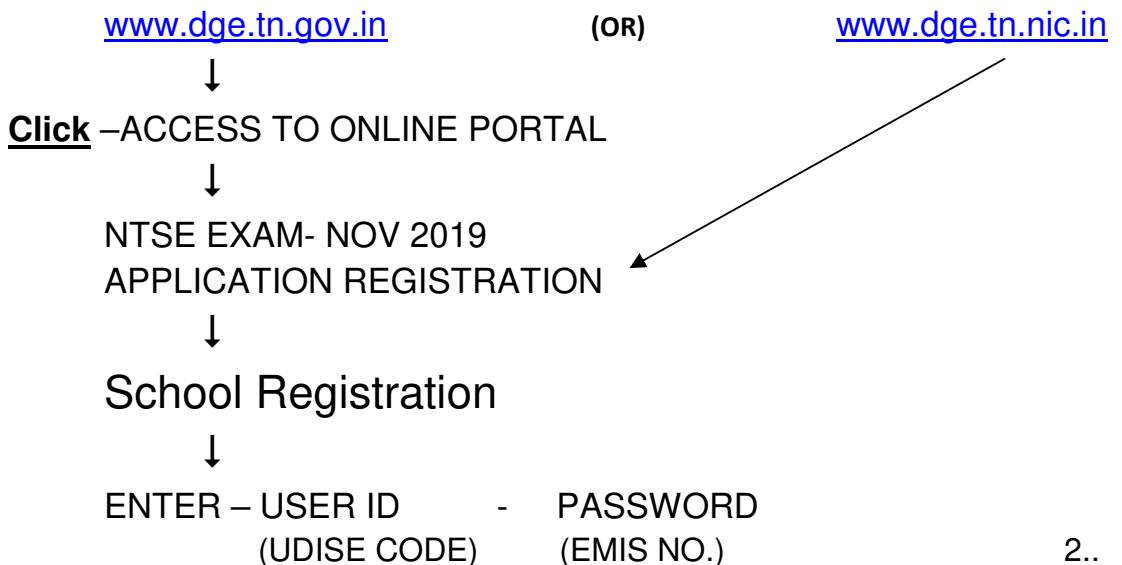 www.dge.tn.gov.in (OR) www.dge.tn.nic.in
Click –ACCESS TO ONLINE PORTAL
NTSE EXAM- NOV 2019
APPLICATION REGISTRATION
School Registration
ENTER – USER ID - PASSWORD
(UDISE CODE) (EMIS NO.) 2..